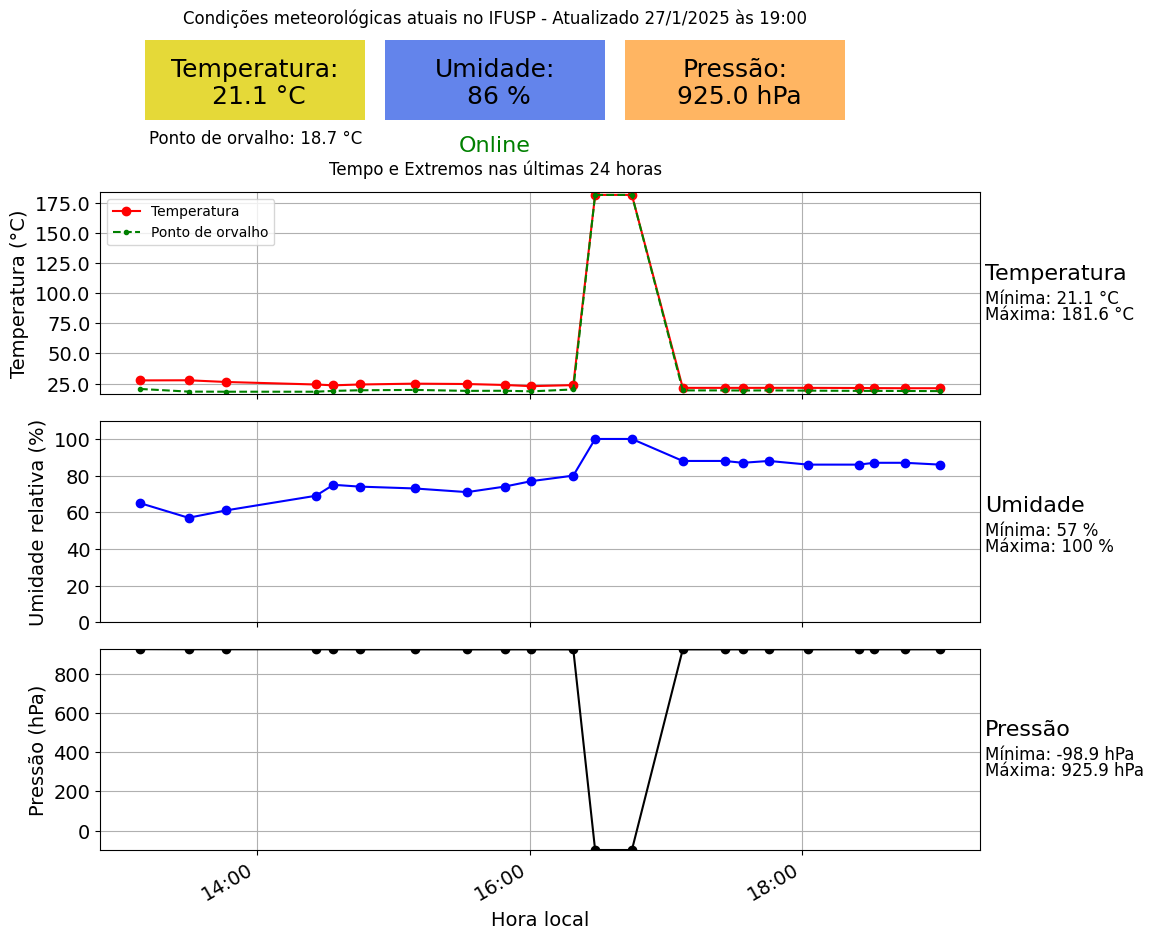 Condições meteorológicas atuais no IFUSP - Atualizado 27/1/2025 às 19:00
Temperatura:
21.1 °C
Umidade:
86 %
Pressão:
925.0 hPa
Ponto de orvalho: 18.7 °C
Online
Tempo e Extremos nas últimas 24 horas
Temperatura (°C)
175.0
150.0
125.0
100.0
75.0
50.0
25.0
Temperatura
Ponto de orvalho
Temperatura
Mínima: 21.1 °C
Máxima: 181.6 °C
Umidade relativa (%)
100
80
60
40
20
0
Umidade
Mínima: 57 %
Máxima: 100 %
Pressão (hPa)
800
600
400
200
0
Pressão
Mínima: -98.9 hPa
Máxima: 925.9 hPa
14:00
16:00
18:00
Hora local